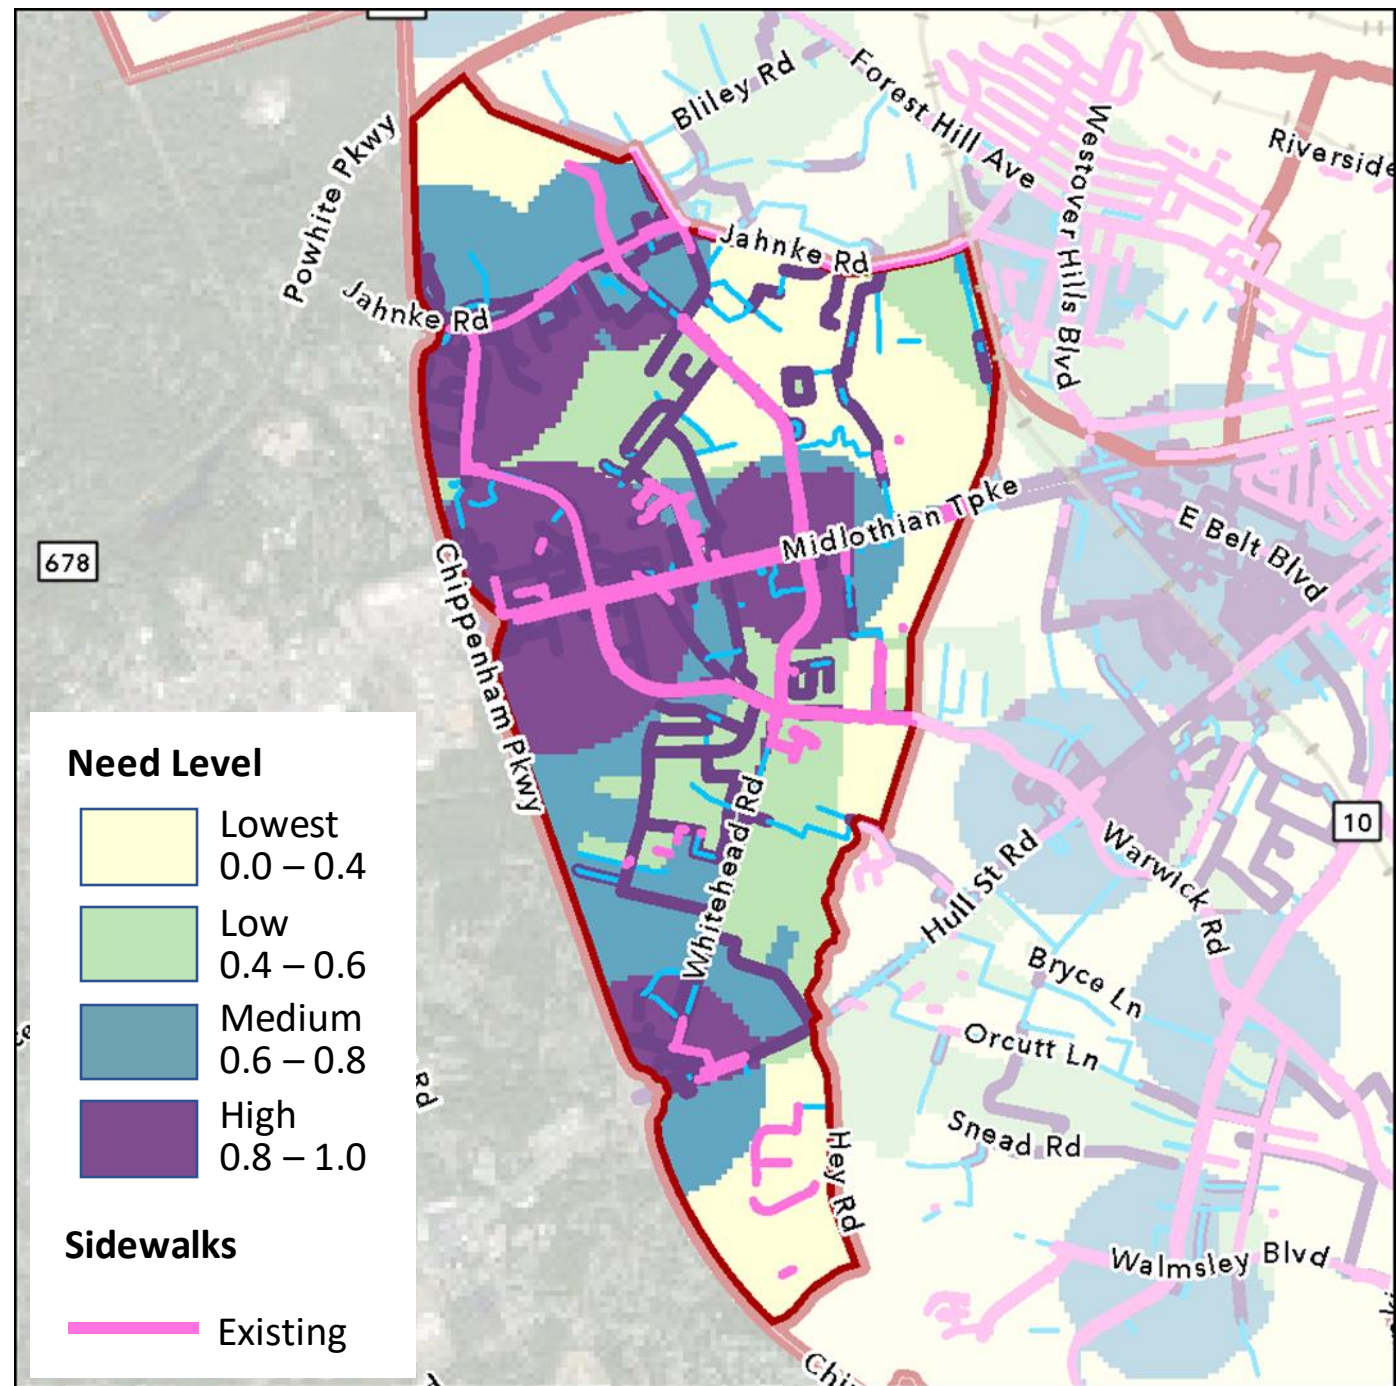 Bliley Rd
Forest Hill Ave
Westover Hills Blvd
Riverside
Powhite Pkwy
Jahnke Rd
Jahnke Rd
Midlothian Tpke
E Belt Blvd
678
Chippenham Pkwy
Whitehead Rd
Hull St Rd
Warwick Rd
10
Bryce Ln
Orcutt Ln
Snead Rd
Hey Rd
Walmsley Blvd
Rd
Chi
Need Level
Lowest
0.0 – 0.4
Low
0.4 – 0.6
Medium
0.6 – 0.8
High
0.8 – 1.0
Sidewalks
Existing